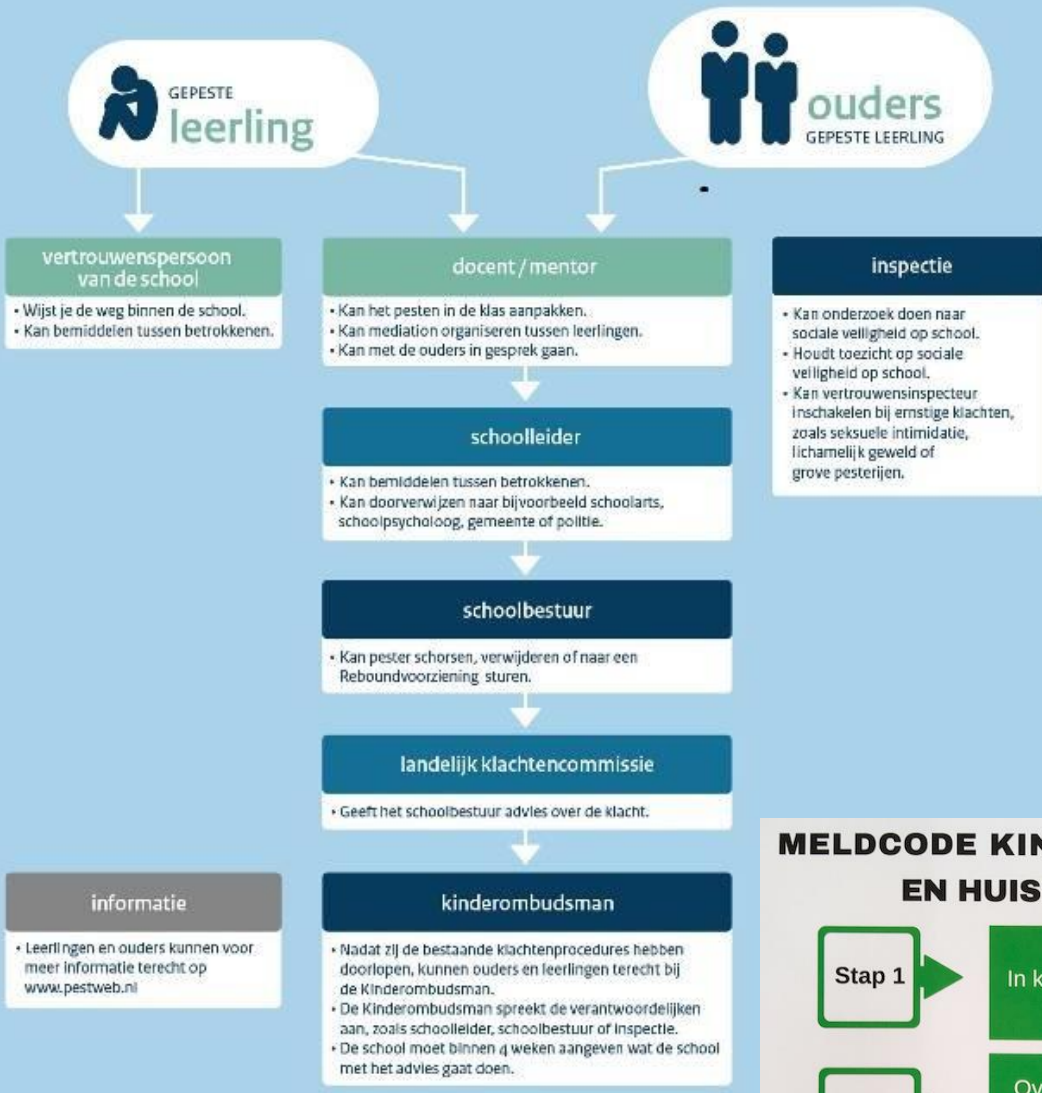 GEPESTE
leerling
ouders
GEPESTE LEERLING
vertrouwenspersoon
van de school
• Wijst je de weg binnen de school.
• Kan bemiddelen tussen betrokkenen.
docent / mentor
• Kan het pesten in de klas aanpakken.
• Kan mediation organiseren tussen leerlingen.
• Kan met de ouders in gesprek gaan.
inspectie
• Kan onderzoek doen naar
sociale veiligheid op school.
• Houdt toezicht op sociale
veiligheid op school.
• Kan vertrouwensinspecteur
inschakelen bij ernstige klachten,
zoals seksuele intimidatie,
lichamelijk geweld of
grove pesterijen.
schoolleider
• Kan bemiddelen tussen betrokkenen.
• Kan doorverwijzen naar bijvoorbeeld schoolarts,
schoolpsycholoog, gemeente of politie.
schoolbestuur
• Kan pester schorsen, verwijderen of naar een
Reboundvoorziening sturen.
landelijk klachtencommissie
• Geeft het schoolbestuur advies over de klacht.
informatie
• Leerlingen en ouders kunnen voor
meer informatie terecht op
www.pestweb.nl
kinderombudsman
• Nadat zij de bestaande klachtenprocedures hebben
doorlopen, kunnen ouders en leerlingen terecht bij
de Kinderombudsman.
• De Kinderombudsman spreekt de verantwoordelijken
aan, zoals schoolleider, schoolbestuur of inspectie.
• De school moet binnen 4 weken aangeven wat de school
met het advies gaat doen.
MELDCODE KIN
EN HUIS
Stap 1
In k
Ov